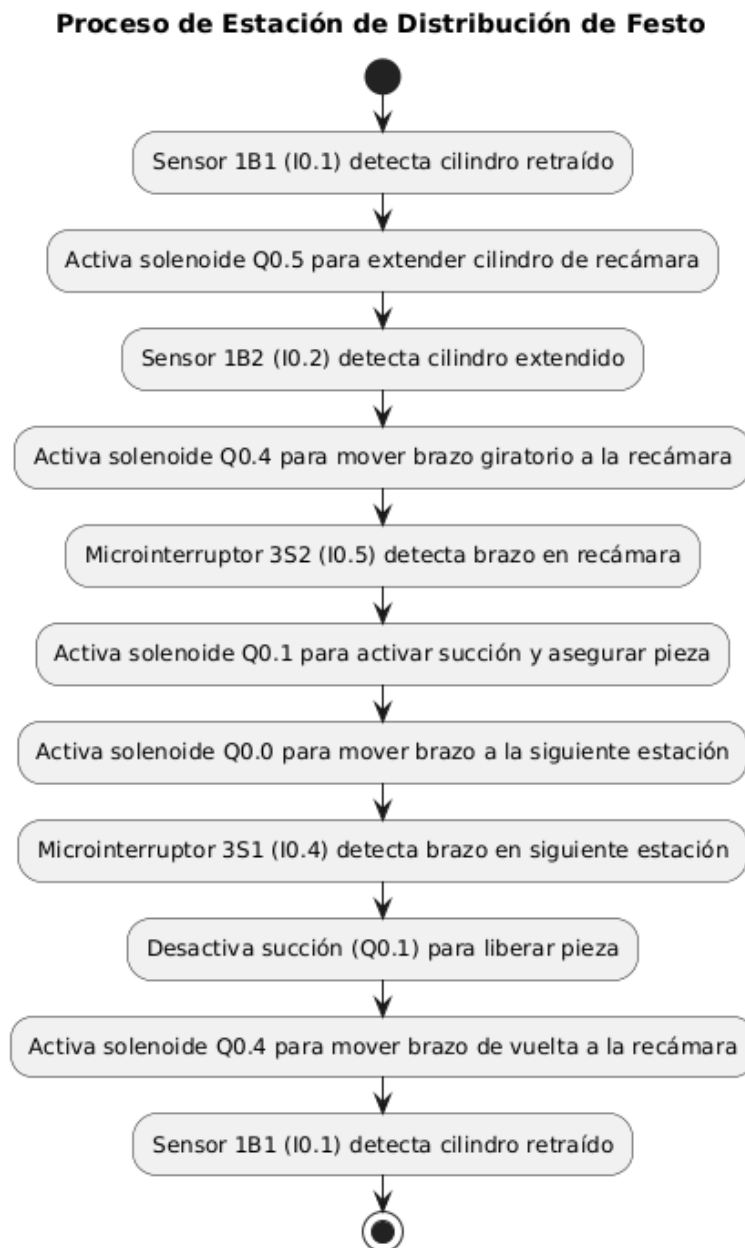 Proceso de Estación de Distribución de Festo
Sensor 1B1 (I0.1) detecta cilindro retraído
Activa solenoide Q0.5 para extender cilindro de recámara
Sensor 1B2 (I0.2) detecta cilindro extendido
Activa solenoide Q0.4 para mover brazo giratorio a la recámara
Microinterruptor 3S2 (I0.5) detecta brazo en recámara
Activa solenoide Q0.1 para activar succión y asegurar pieza
Activa solenoide Q0.0 para mover brazo a la siguiente estación
Microinterruptor 3S1 (I0.4) detecta brazo en siguiente estación
Desactiva succión (Q0.1) para liberar pieza
Activa solenoide Q0.4 para mover brazo de vuelta a la recámara
Sensor 1B1 (I0.1) detecta cilindro retraído